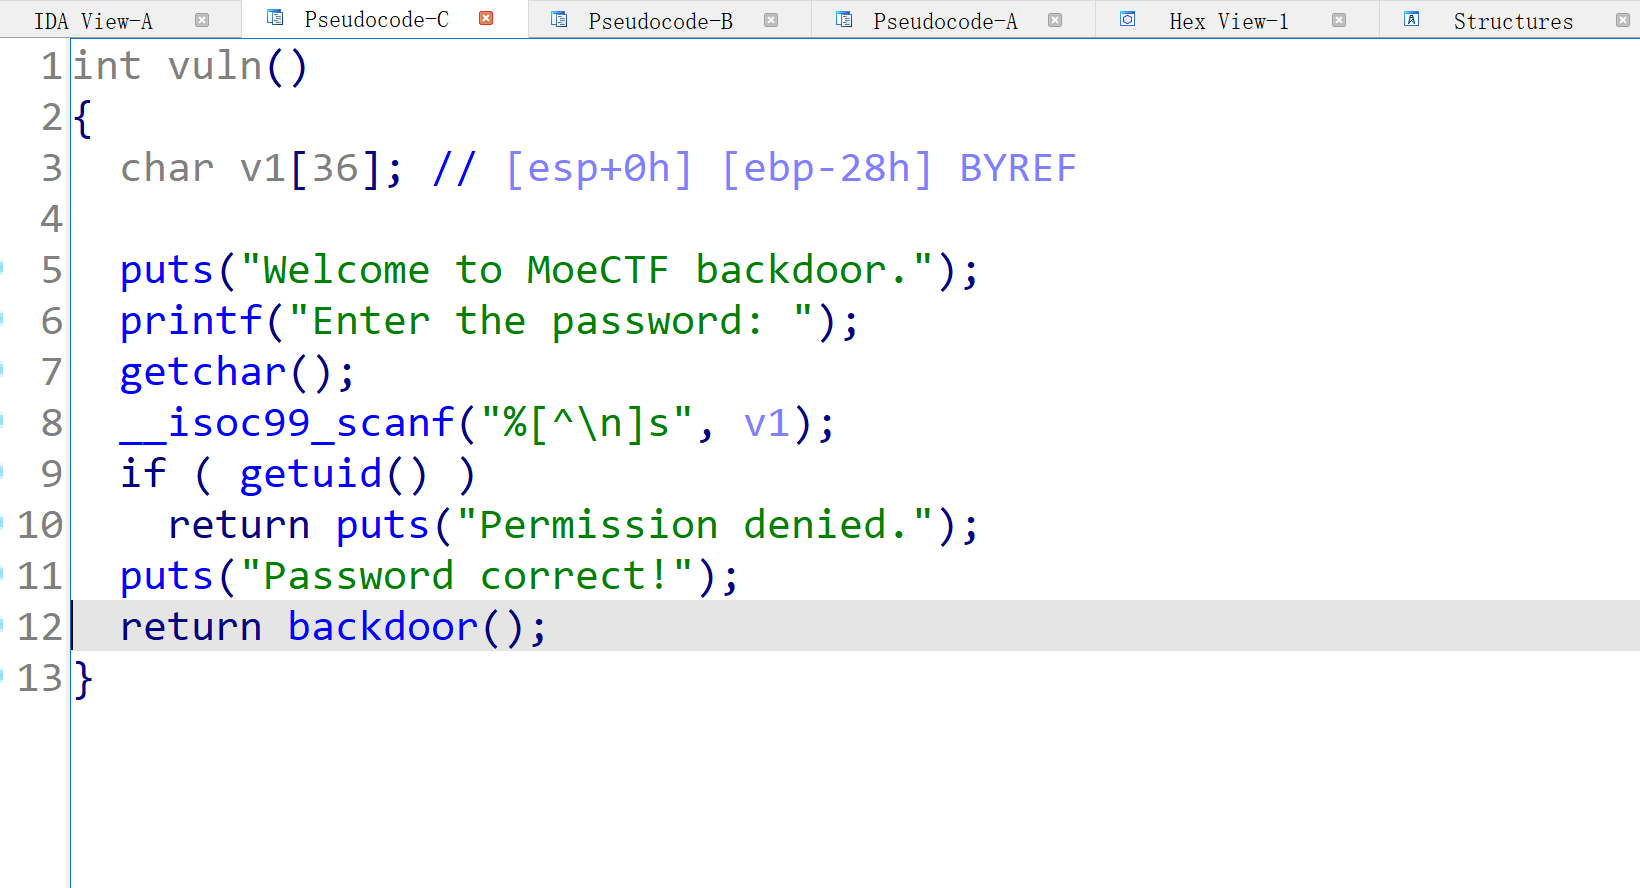 IDA View-A Pseudocode-C Pseudocode-B Pseudocode-A Hex View-1 Structures
1 int vuln()
2 {
3   char v1[36]; // [esp+0h] [ebp-28h] BYREF
4
5   puts("Welcome to MoeCTF backdoor.");
6   printf("Enter the password: ");
7   getchar();
8   __isoc99_scanf("%[^\n]s", v1);
9   if ( getuid() )
10     return puts("Permission denied.");
11   puts("Password correct!");
12   return backdoor();
13 }